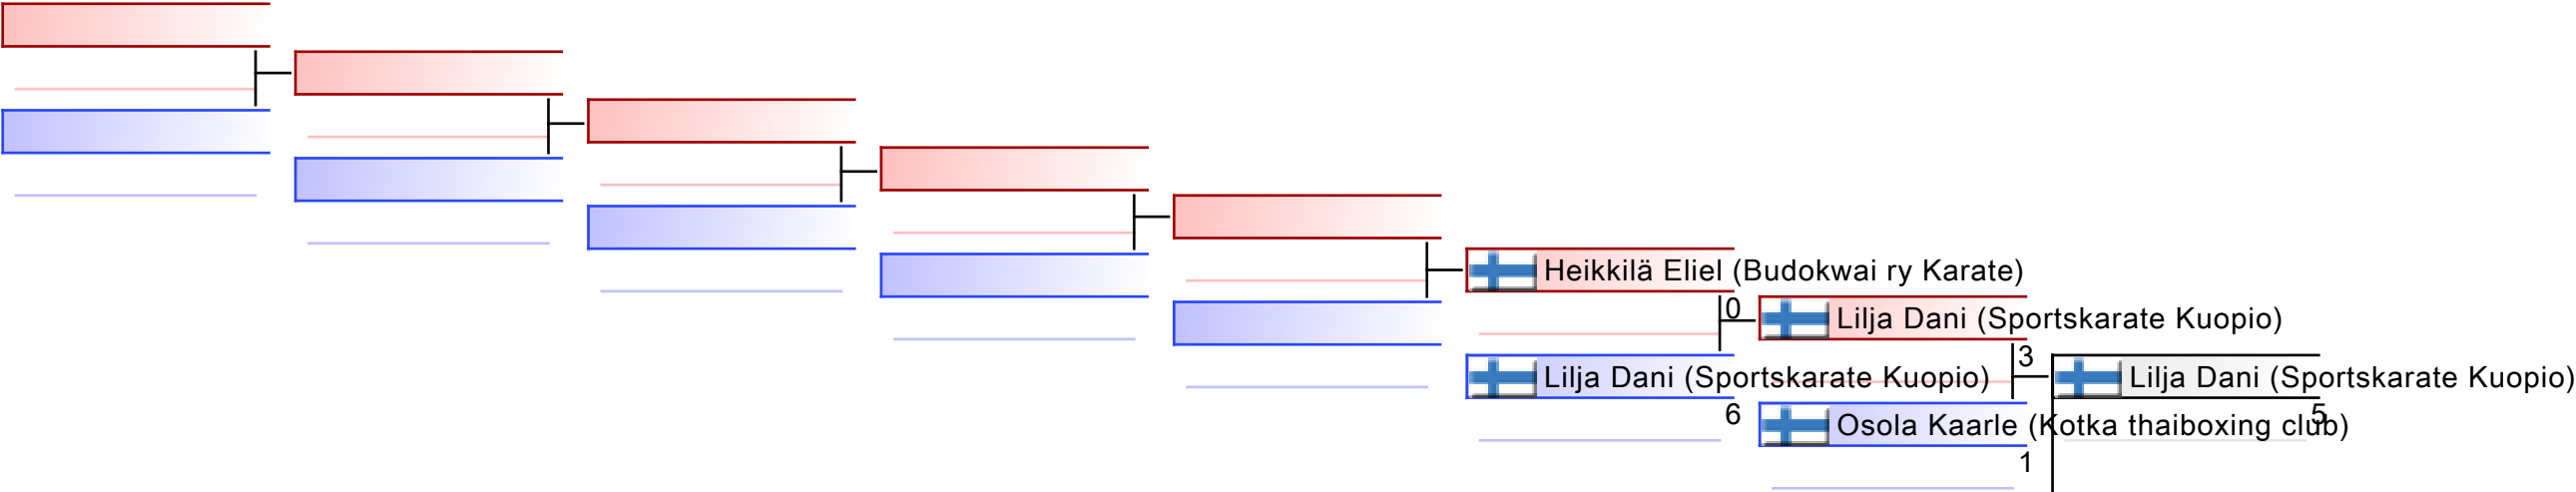 Heikkilä Eliel (Budokwai ry Karate)
0
Lilja Dani (Sportskarate Kuopio)
3
Lilja Dani (Sportskarate Kuopio)
Lilja Dani (Sportskarate Kuopio)
6
5
Osola Kaarle (Kotka thaiboxing club)
1